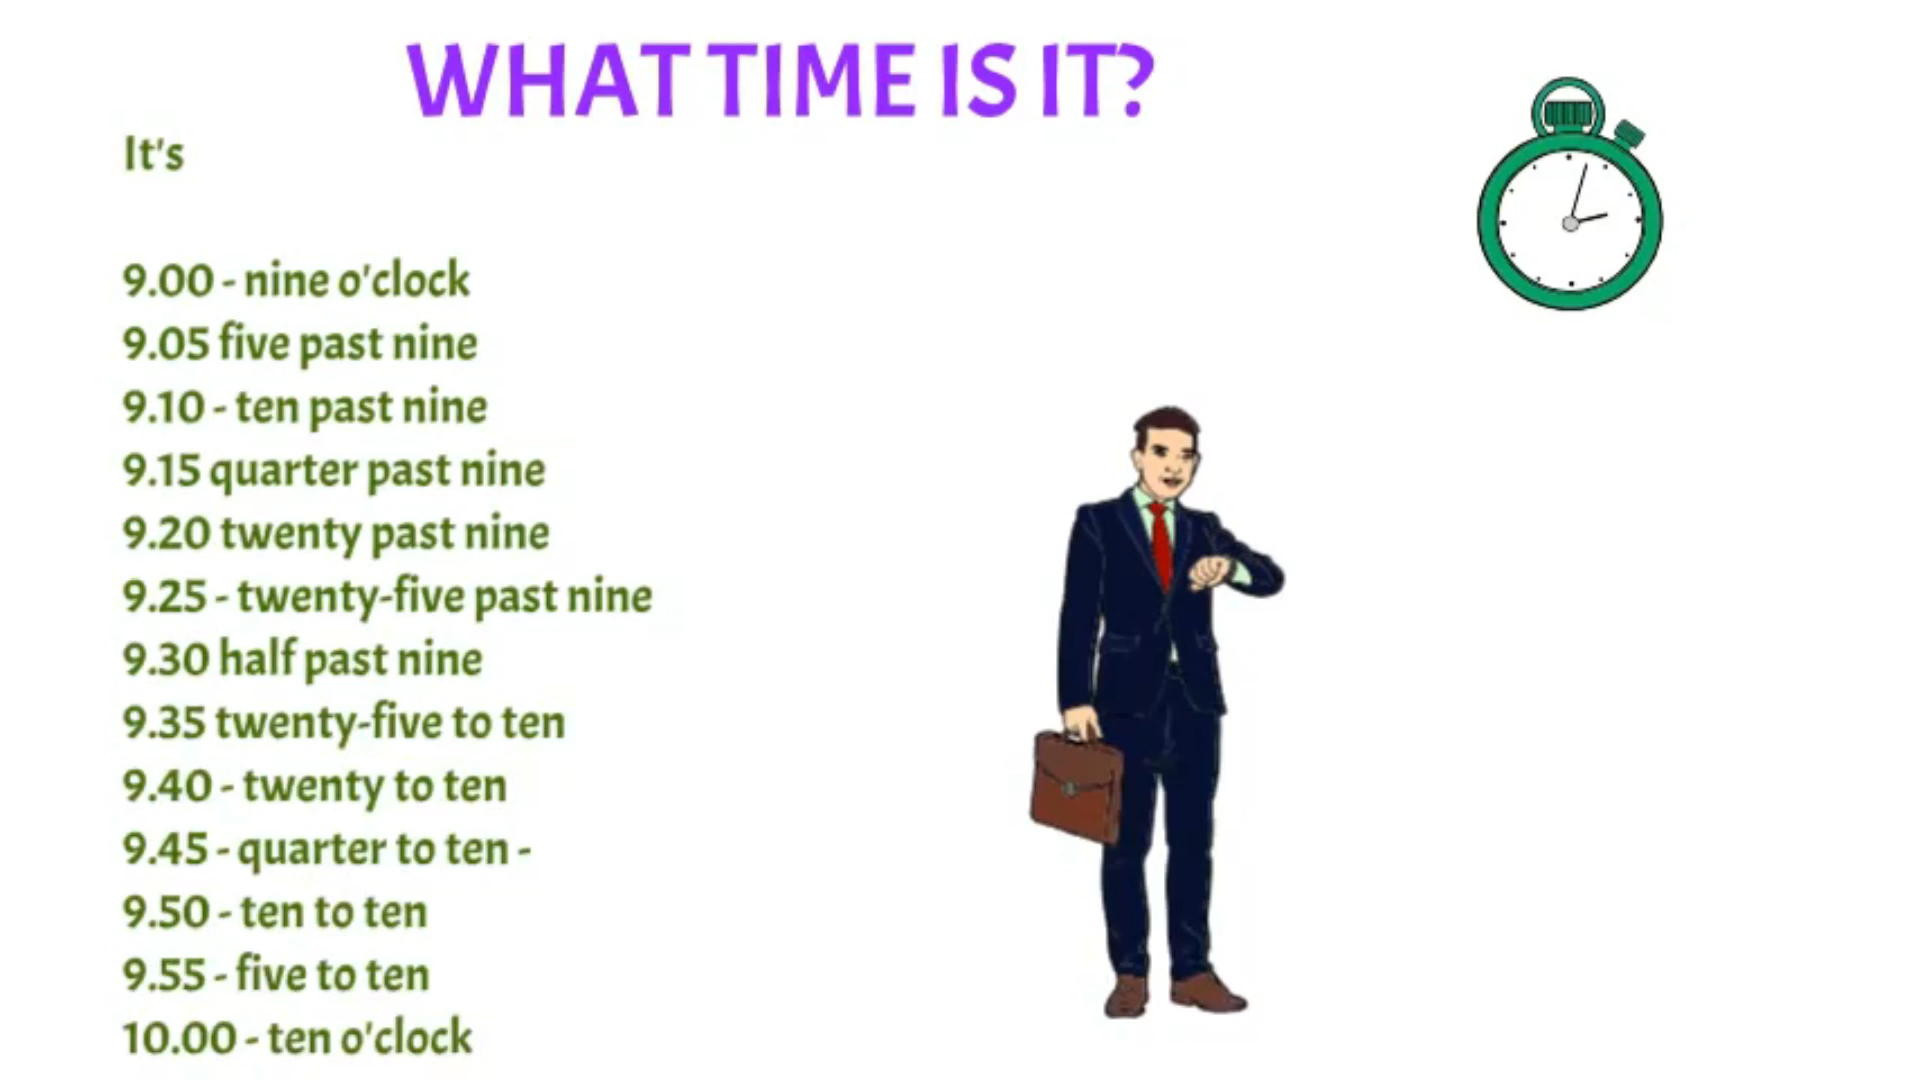 WHAT TIME IS IT?
It's
9.00 - nine o'clock
9.05 five past nine
9.10 - ten past nine
9.15 quarter past nine
9.20 twenty past nine
9.25 - twenty-five past nine
9.30 half past nine
9.35 twenty-five to ten
9.40 - twenty to ten
9.45 - quarter to ten -
9.50 - ten to ten
9.55 - five to ten
10.00 - ten o'clock